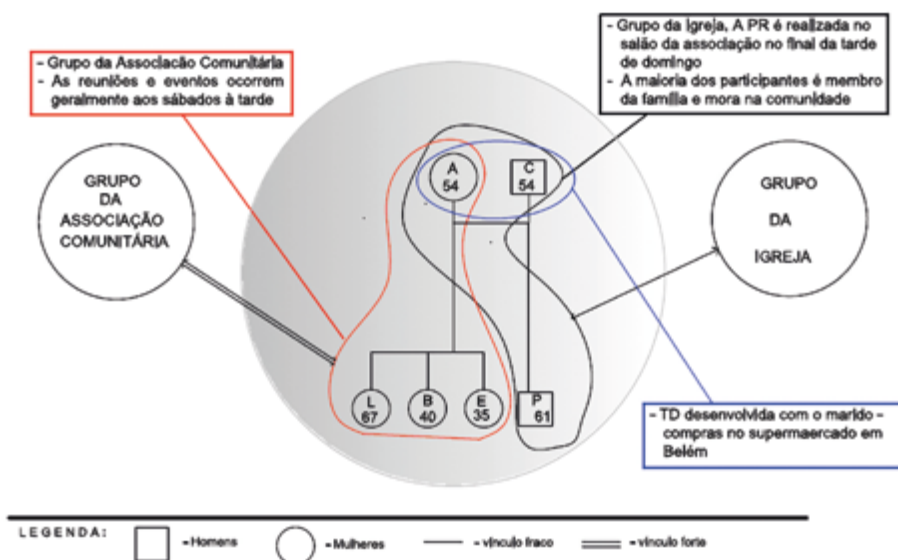 - Grupo da Associacão Comunitária
- As reuniões e eventos ocorrem
geralmente aos sábados à tarde
- Grupo da Igreja, A PR é realizada no
salão da associação no final da tarde
de domingo
- A maioria dos participantes é membro
da família e mora na comunidade
GRUPO
DA
ASSOCIAÇÃO
COMUNITÁRIA
A
54
C
54
GRUPO
DA
IGREJA
L
67
B
40
E
35
P
61
- TD desenvolvida com o marido –
compras no supermaercado em
Belém
LEGENDA:
- Homens
- Mulheres
- vínculo fraco
- vínculo forte